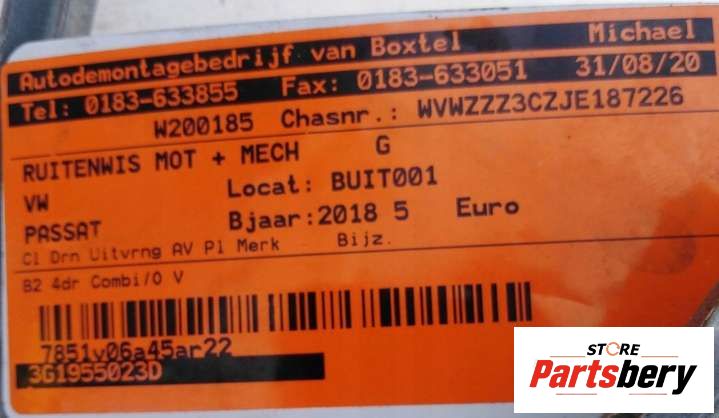 Autodemontagebedrijf van Boxtel Michael
Tel: 0183-633855 Fax: 0183-633051 31/08/20
W200185 Chasnr.: WVWZZZ3CZJE187226
RUITENWIS MOT + MECH G
VW Locat: BUIT001
PASSAT Bjaar:2018 5 Euro
Cl Drn Uitvrng AV Pl Merk Bijz.
B2 4dr Combi/O V
7851v06a45ar22
3G1955023D
STORE
Partsbery